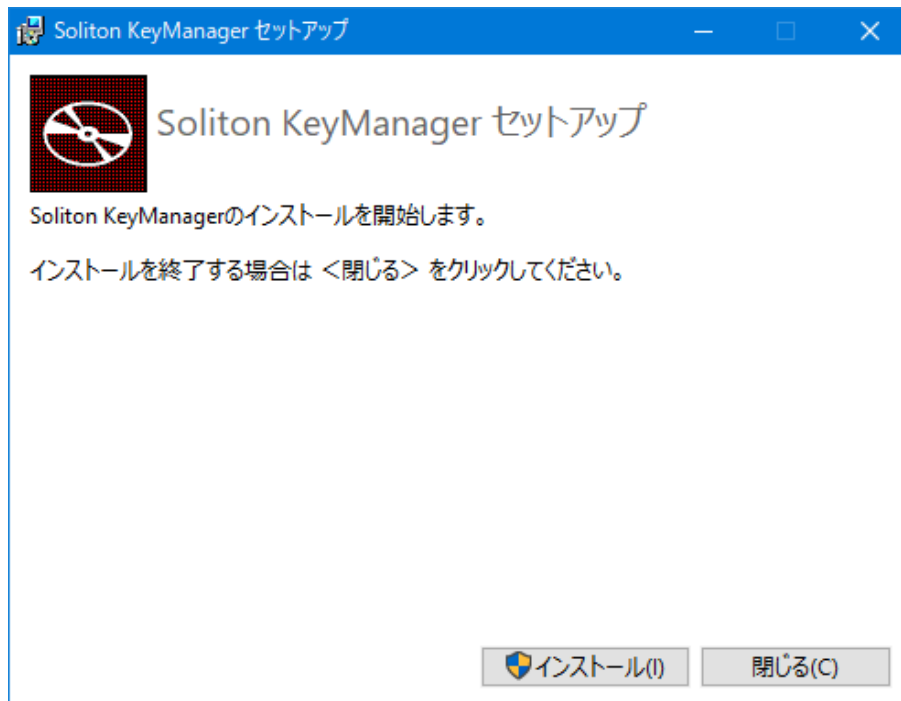 Soliton KeyManager セットアップ
Soliton KeyManager セットアップ
Soliton KeyManagerのインストールを開始します。
インストールを終了する場合は ＜閉じる＞ をクリックしてください。
インストール(I)
閉じる(C)